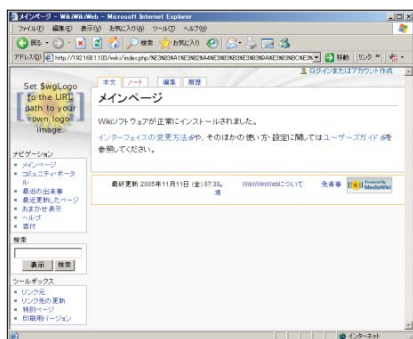 メインページ - WikiWikiWeb - Microsoft Internet Explorer
ファイル(F) 編集(E) 表示(V) お気に入り(A) ツール(T) ヘルプ(H)
戻る 検索 お気に入り
アドレス(D) 移動 リンク
ログインまたはアカウント作成
本文 ノート 編集 履歴
Set $wgLogo
to the URL
path to your
own logo
image.
メインページ
Wikiソフトウェアが正常にインストールされました。
インターフェイスの変更方法や、そのほかの使い方・設定に関してはユーザーズガイドを
参照してください。
ナビゲーション
メインページ
コミュニティ・ポータ
ル
最近の出来事
最近更新したページ
おまかせ表示
ヘルプ
寄付
最終更新 2005年11月11日 (金) 07:38。
WikiWikiWebについて
免責事
項
Powered By
MediaWiki
検索
表示 検索
ツールボックス
リンク元
リンク先の更新
特別ページ
印刷用バージョン
インターネット